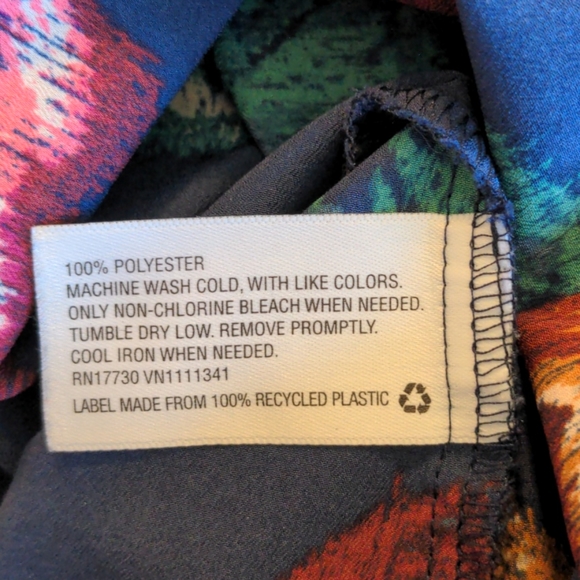 100% POLYESTER
MACHINE WASH COLD, WITH LIKE COLORS.
ONLY NON-CHLORINE BLEACH WHEN NEEDED.
TUMBLE DRY LOW. REMOVE PROMPTLY.
COOL IRON WHEN NEEDED.
RN17730 VN1111341
LABEL MADE FROM 100% RECYCLED PLASTIC